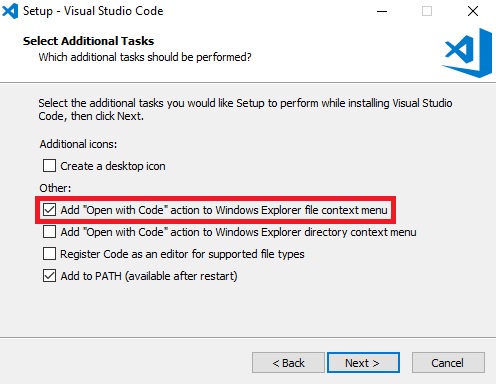 Setup - Visual Studio Code
Select Additional Tasks
Which additional tasks should be performed?
Select the additional tasks you would like Setup to perform while installing Visual Studio
Code, then click Next.
Additional icons:
Create a desktop icon
Other:
Add "Open with Code" action to Windows Explorer file context menu
Add "Open with Code" action to Windows Explorer directory context menu
Register Code as an editor for supported file types
Add to PATH (available after restart)
< Back
Next >
Cancel